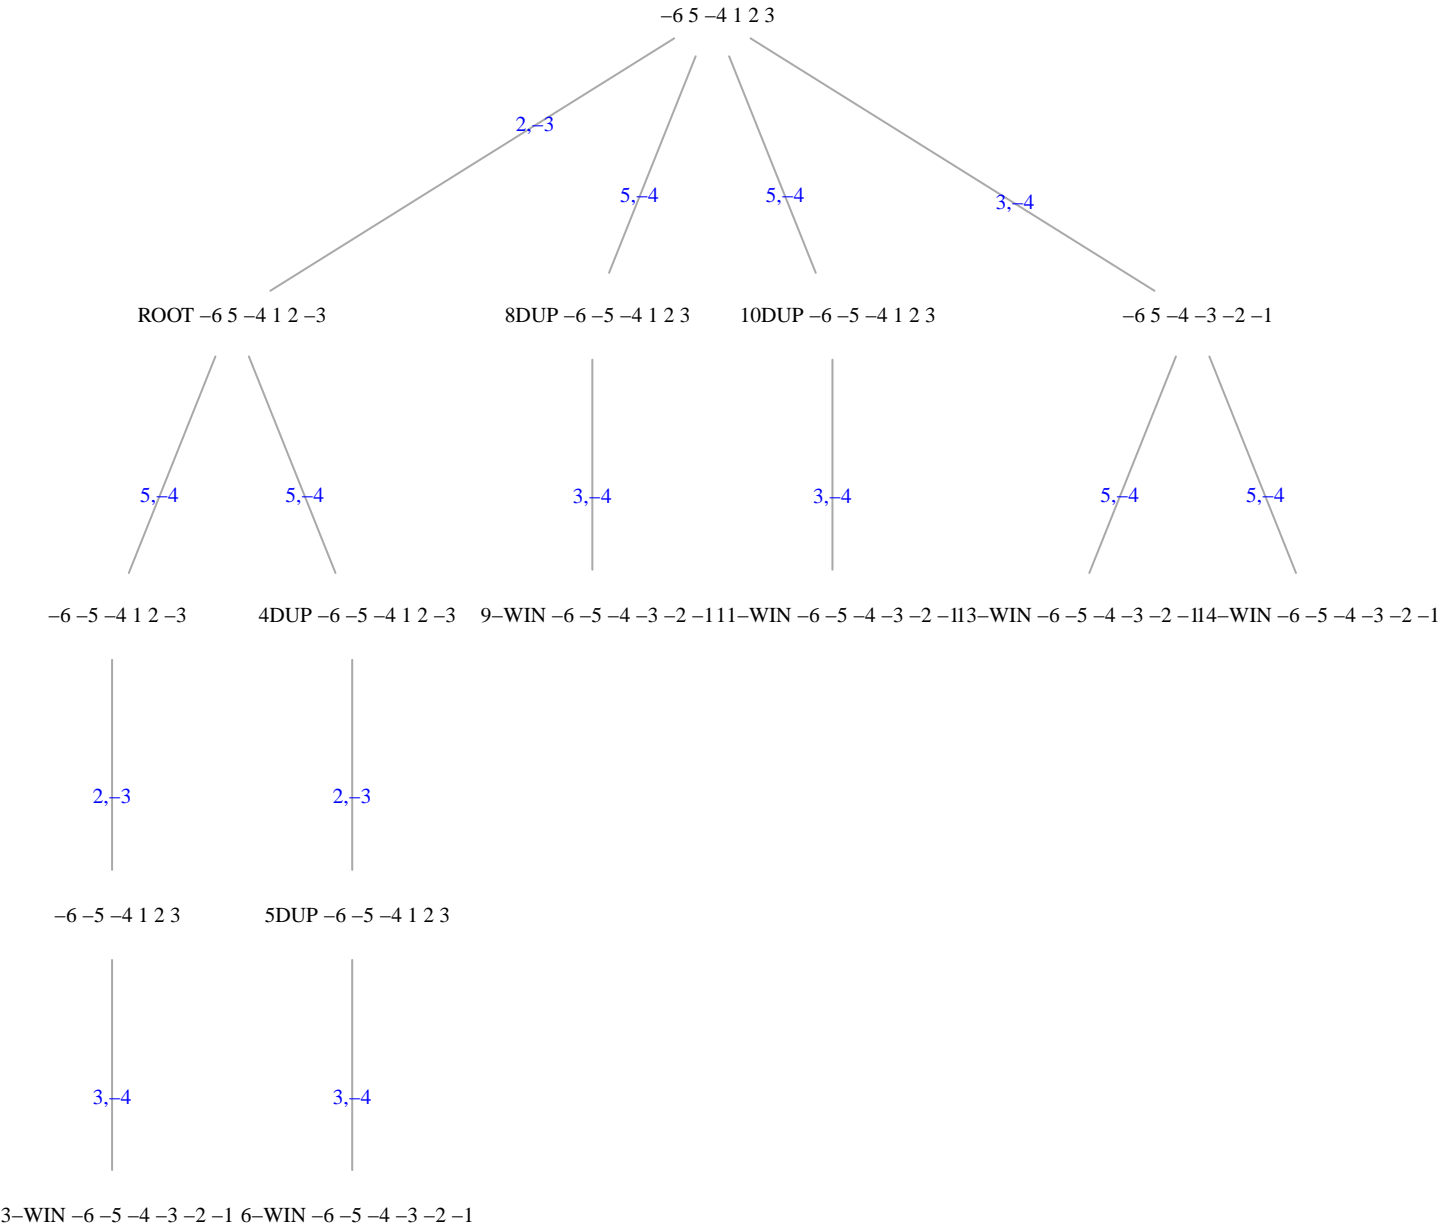 –6 5 –4 1 2 3
2,–3
5,–4
5,–4
3,–4
ROOT –6 5 –4 1 2 –3
8DUP –6 –5 –4 1 2 3
10DUP –6 –5 –4 1 2 3
–6 5 –4 –3 –2 –1
5,–4
5,–4
3,–4
3,–4
5,–4
5,–4
–6 –5 –4 1 2 –3
4DUP –6 –5 –4 1 2 –3
9–WIN –6 –5 –4 –3 –2 –1
11–WIN –6 –5 –4 –3 –2 –1
13–WIN –6 –5 –4 –3 –2 –1
14–WIN –6 –5 –4 –3 –2 –1
2,–3
2,–3
–6 –5 –4 1 2 3
5DUP –6 –5 –4 1 2 3
3,–4
3,–4
3–WIN –6 –5 –4 –3 –2 –1
6–WIN –6 –5 –4 –3 –2 –1